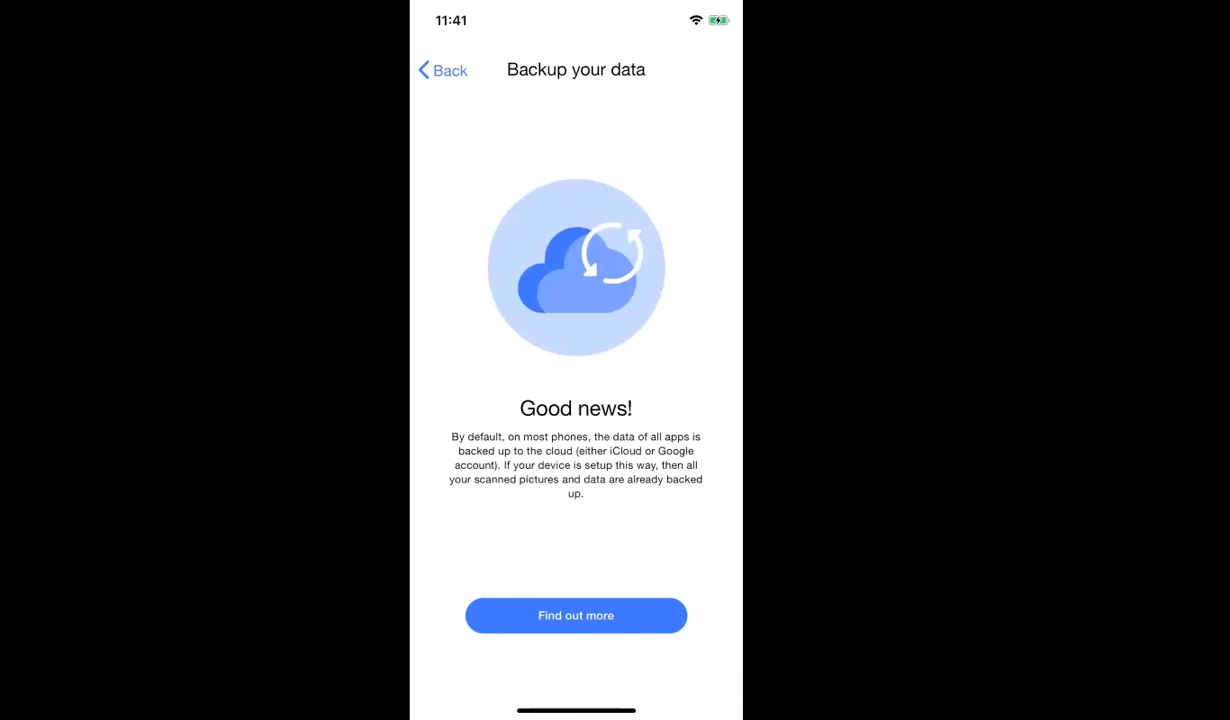 11:41
Back
Backup your data
Good news!
By default, on most phones, the data of all apps is
backed up to the cloud (either iCloud or Google
account). If your device is setup this way, then all
your scanned pictures and data are already backed
up.
Find out more